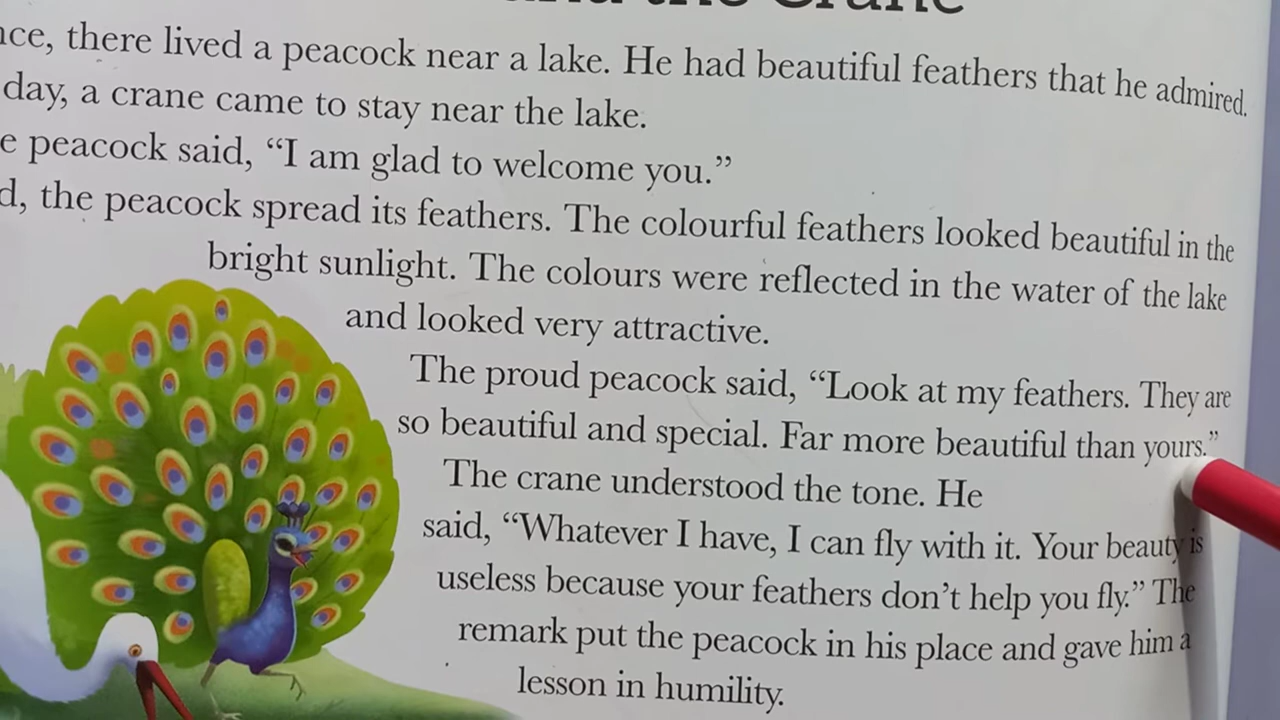 and the Crane
there lived a peacock near a lake. He had beautiful feathers that he admired.
day, a crane came to stay near the lake.
peacock said, “I am glad to welcome you.”
the peacock spread its feathers. The colourful feathers looked beautiful in the
bright sunlight. The colours were reflected in the water of the lake
and looked very attractive.
The proud peacock said, “Look at my feathers. They are
so beautiful and special. Far more beautiful than yours.”
The crane understood the tone. He
said, “Whatever I have, I can fly with it. Your beauty is
useless because your feathers don’t help you fly.” The
remark put the peacock in his place and gave him a
lesson in humility.